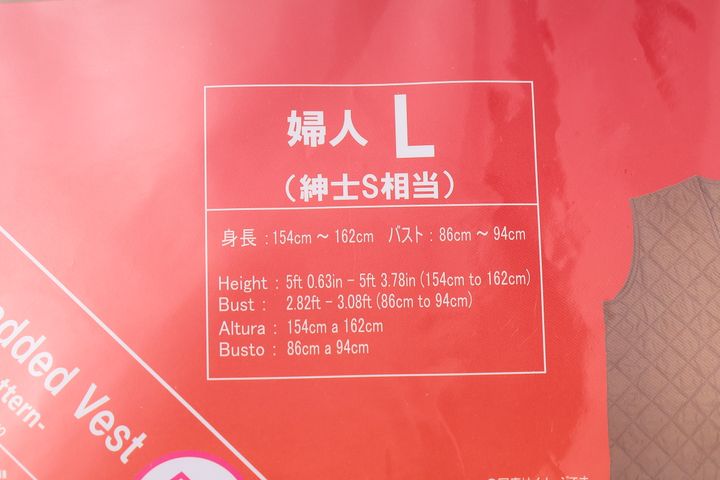 婦人 L
(紳士S相当)
身長：154cm～162cm バスト：86cm～94cm
Height : 5ft 0.63in - 5ft 3.78in (154cm to 162cm)
Bust : 2.82ft - 3.08ft (86cm to 94cm)
Altura : 154cm a 162cm
Busto : 86cm a 94cm
Vest